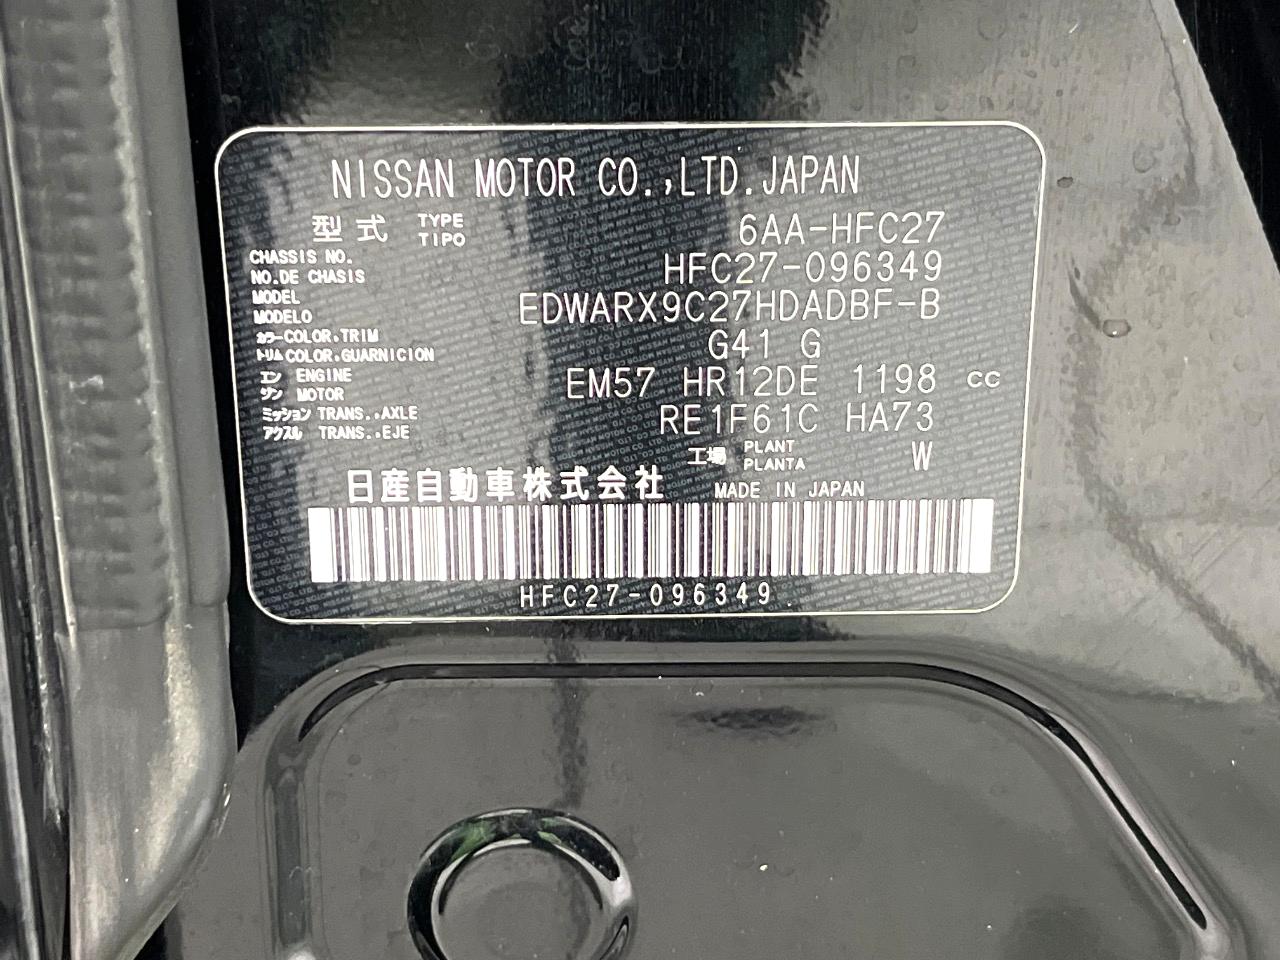 NISSAN MOTOR CO.,LTD.JAPAN
型式 TYPE TIPO 6AA-HFC27
CHASSIS NO. NO.DE CHASIS HFC27-096349
MODEL MODELO EDWARX9C27HDADBF-B
カラー COLOR.TRIM
トリム COLOR.GUARNICION G41 G
エン ENGINE
ジン MOTOR EM57 HR12DE 1198 cc
ミッション TRANS..AXLE
アクスル TRANS..EJE RE1F61C HA73
工場 PLANT PLANTA W
日産自動車株式会社 MADE IN JAPAN
HFC27-096349